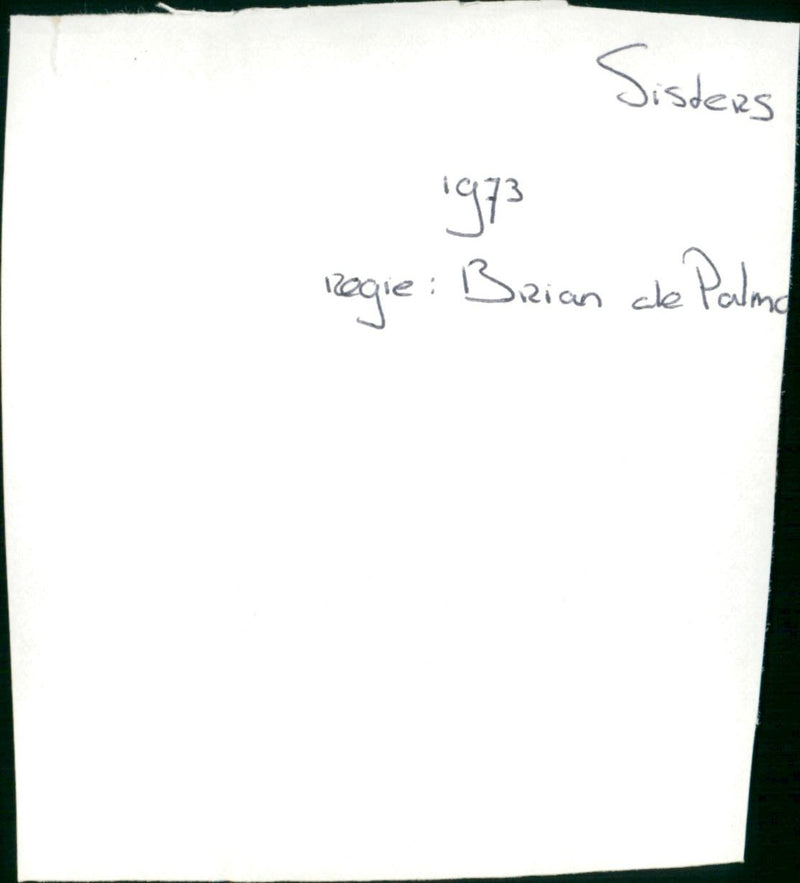 Sisters
1973
regie: Brian de Palma